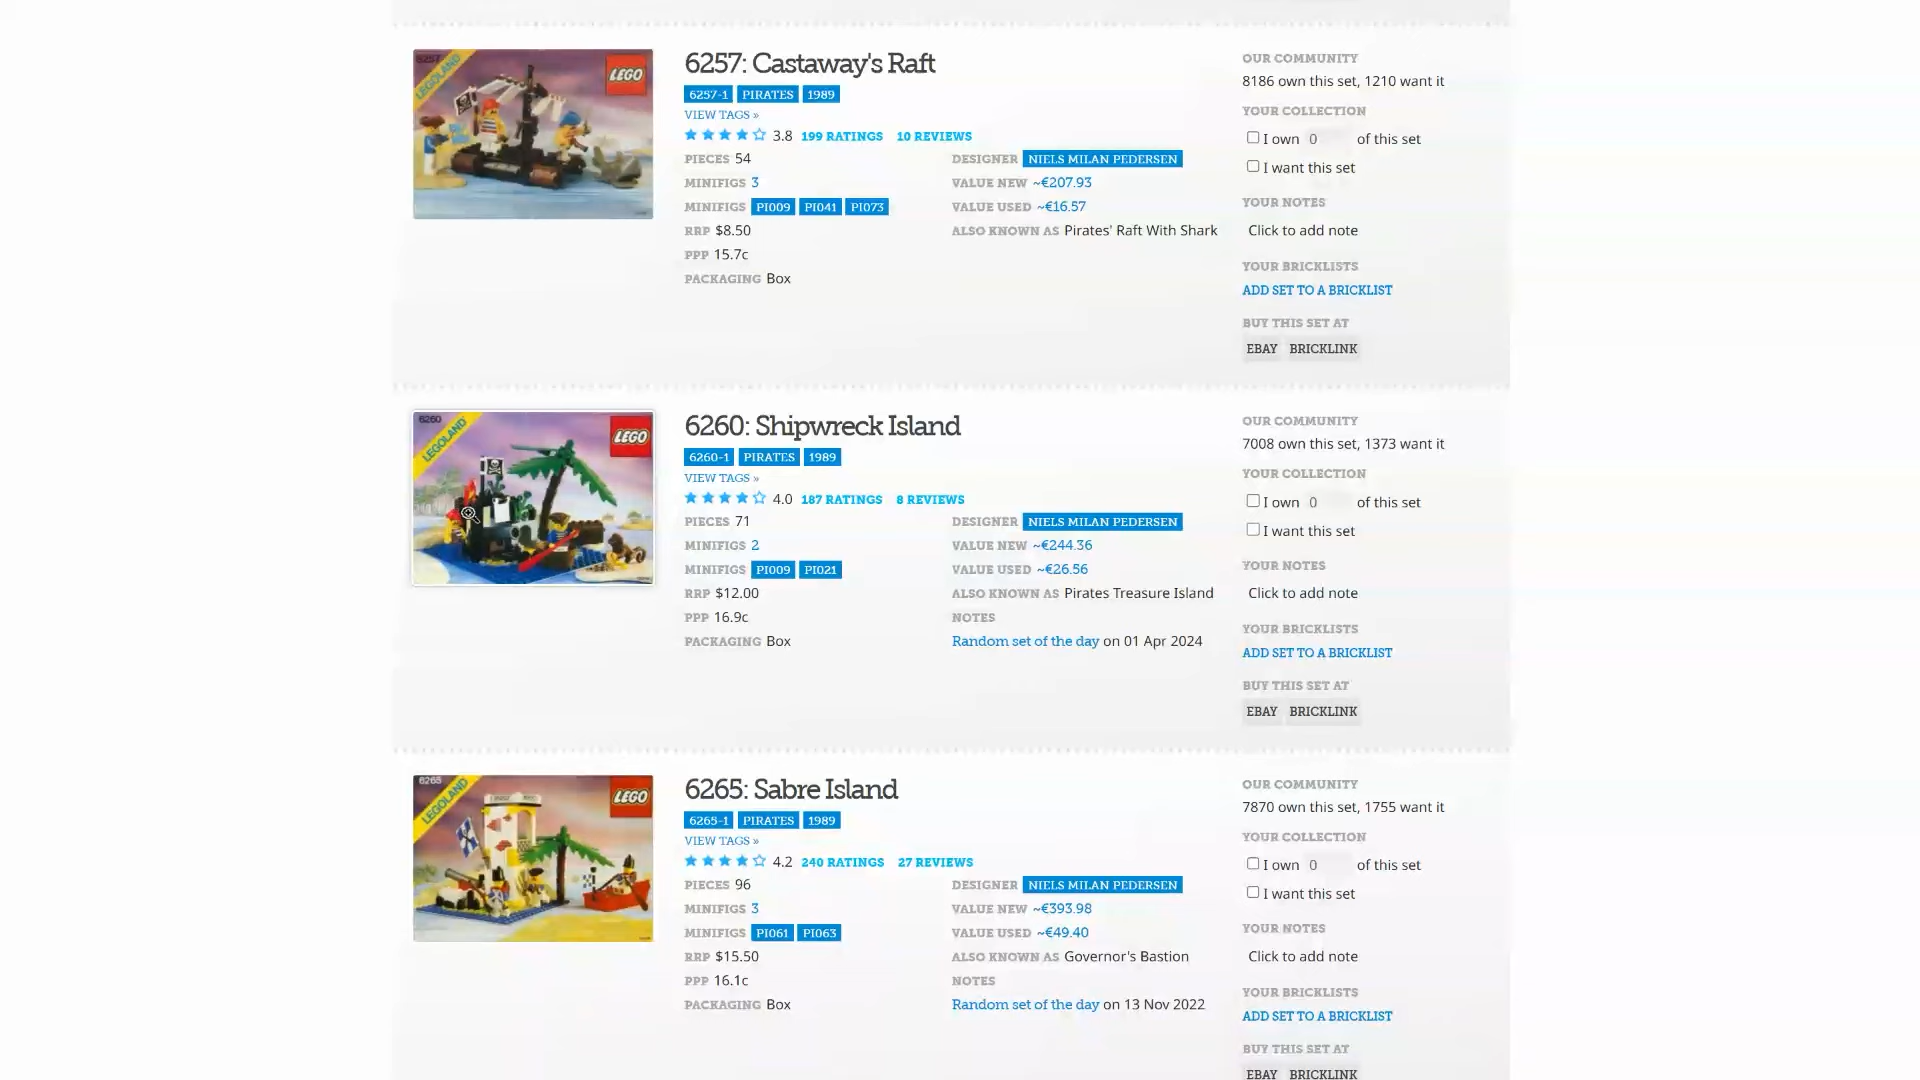 6257
LEGOLAND
LEGO
6257: Castaway's Raft
6257-1 PIRATES 1989
VIEW TAGS »
3.8 199 RATINGS 10 REVIEWS
PIECES 54
MINIFIGS 3
MINIFIGS PI009 PI041 PI073
RRP $8.50
PPP 15.7c
PACKAGING Box
DESIGNER NIELS MILAN PEDERSEN
VALUE NEW ~€207.93
VALUE USED ~€16.57
ALSO KNOWN AS Pirates' Raft With Shark
OUR COMMUNITY
8186 own this set, 1210 want it
YOUR COLLECTION
I own 0 of this set
I want this set
YOUR NOTES
Click to add note
YOUR BRICKLISTS
ADD SET TO A BRICKLIST
BUY THIS SET AT
EBAY BRICKLINK
6260
LEGOLAND
LEGO
6260: Shipwreck Island
6260-1 PIRATES 1989
VIEW TAGS »
4.0 187 RATINGS 8 REVIEWS
PIECES 71
MINIFIGS 2
MINIFIGS PI009 PI021
RRP $12.00
PPP 16.9c
PACKAGING Box
DESIGNER NIELS MILAN PEDERSEN
VALUE NEW ~€244.36
VALUE USED ~€26.56
ALSO KNOWN AS Pirates Treasure Island
NOTES
Random set of the day on 01 Apr 2024
OUR COMMUNITY
7008 own this set, 1373 want it
YOUR COLLECTION
I own 0 of this set
I want this set
YOUR NOTES
Click to add note
YOUR BRICKLISTS
ADD SET TO A BRICKLIST
BUY THIS SET AT
EBAY BRICKLINK
6265
LEGOLAND
LEGO
6265: Sabre Island
6265-1 PIRATES 1989
VIEW TAGS »
4.2 240 RATINGS 27 REVIEWS
PIECES 96
MINIFIGS 3
MINIFIGS PI061 PI063
RRP $15.50
PPP 16.1c
PACKAGING Box
DESIGNER NIELS MILAN PEDERSEN
VALUE NEW ~€393.98
VALUE USED ~€49.40
ALSO KNOWN AS Governor's Bastion
NOTES
Random set of the day on 13 Nov 2022
OUR COMMUNITY
7870 own this set, 1755 want it
YOUR COLLECTION
I own 0 of this set
I want this set
YOUR NOTES
Click to add note
YOUR BRICKLISTS
ADD SET TO A BRICKLIST
BUY THIS SET AT
EBAY BRICKLINK